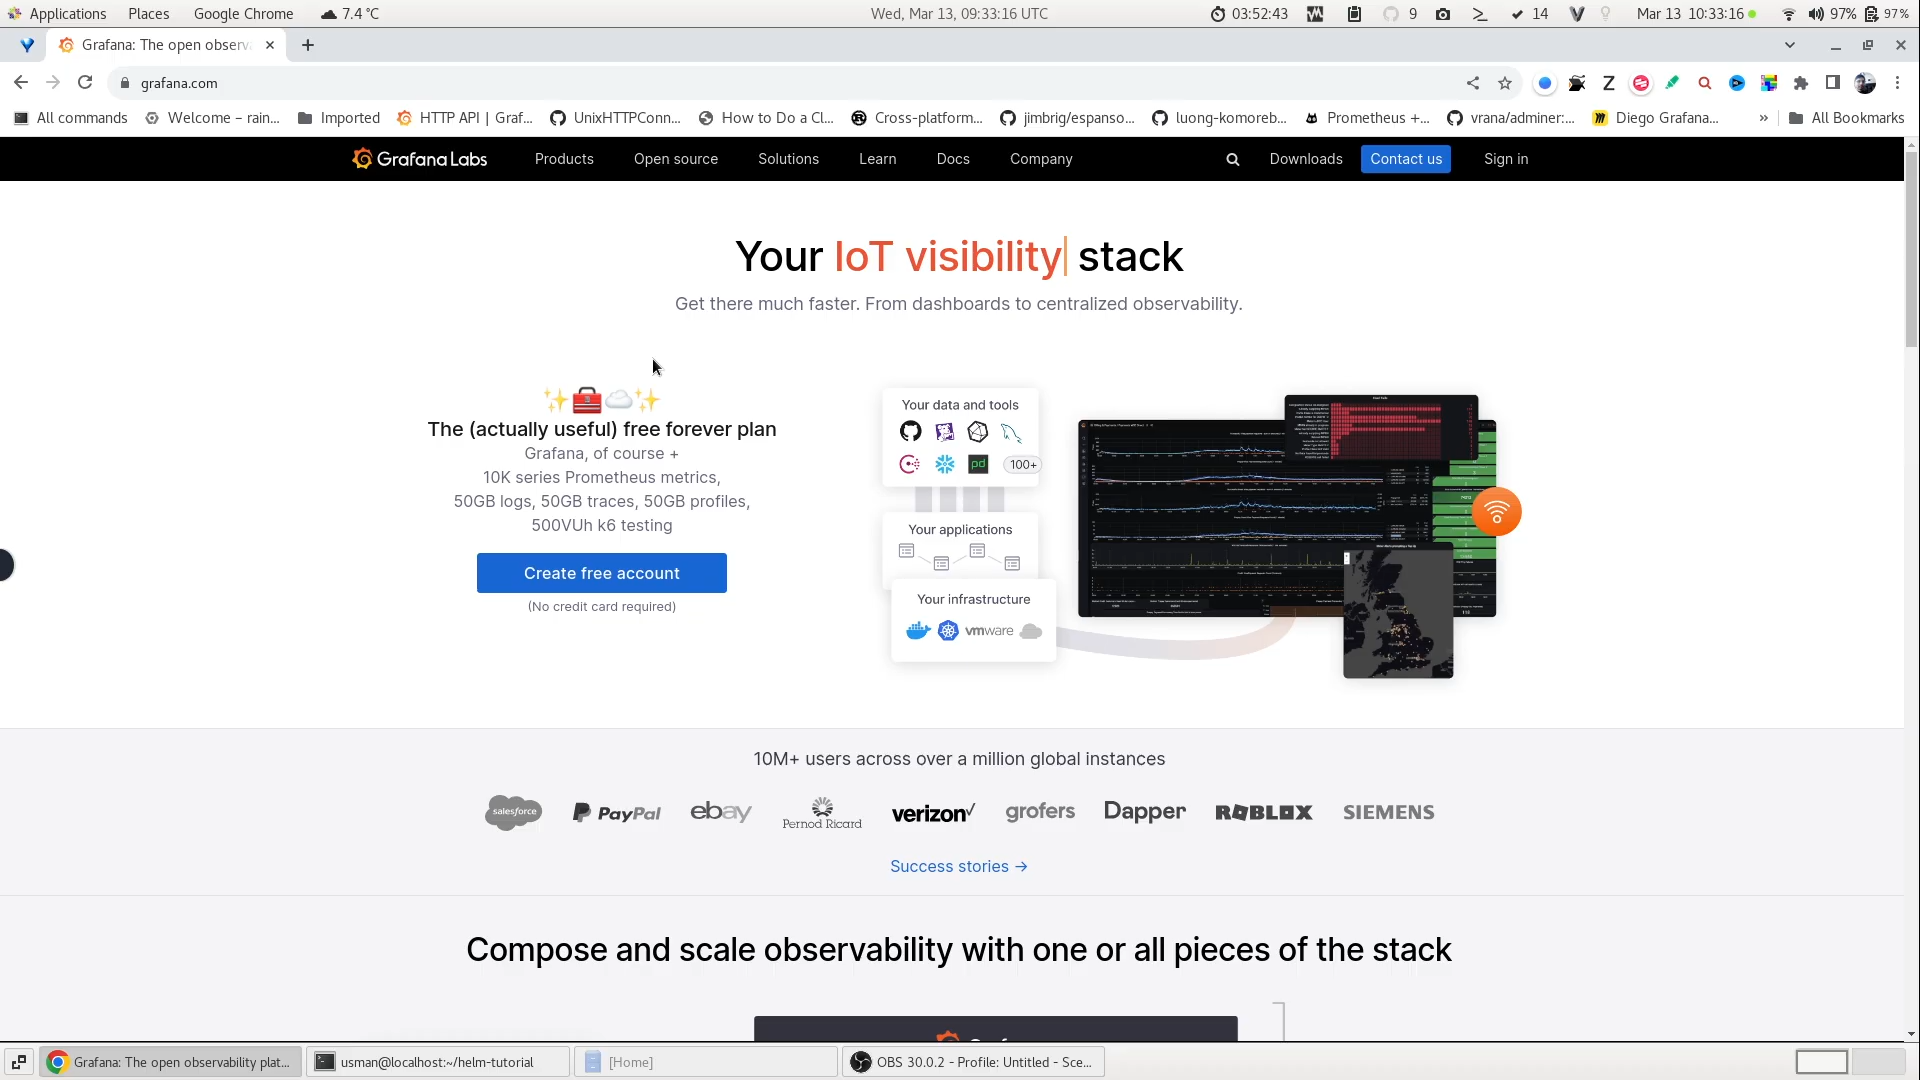 Applications Places Google Chrome 7.4 °C Wed, Mar 13, 09:33:16 UTC 03:52:43 9 14 Mar 13 10:33:16 97% 97%
Grafana: The open observ
grafana.com
All commands Welcome – rain... Imported HTTP API | Graf... UnixHTTPConn... How to Do a Cl... Cross-platform... jimbrig/espanso... luong-komoreb... Prometheus +... vrana/adminer:... Diego Grafana... » All Bookmarks
Grafana Labs Products Open source Solutions Learn Docs Company Downloads Contact us Sign in
Your IoT visibility stack
Get there much faster. From dashboards to centralized observability.
The (actually useful) free forever plan
Grafana, of course +
10K series Prometheus metrics,
50GB logs, 50GB traces, 50GB profiles,
500VUh k6 testing
Create free account
(No credit card required)
Your data and tools
pd 100+
Your applications
Your infrastructure
vmware
10M+ users across over a million global instances
salesforce PayPal ebay Pernod Ricard verizon✓ grofers Dapper ROBLOX SIEMENS
Success stories →
Compose and scale observability with one or all pieces of the stack
Grafana: The open observability plat... usman@localhost:~/helm-tutorial [Home] OBS 30.0.2 - Profile: Untitled - Sce...